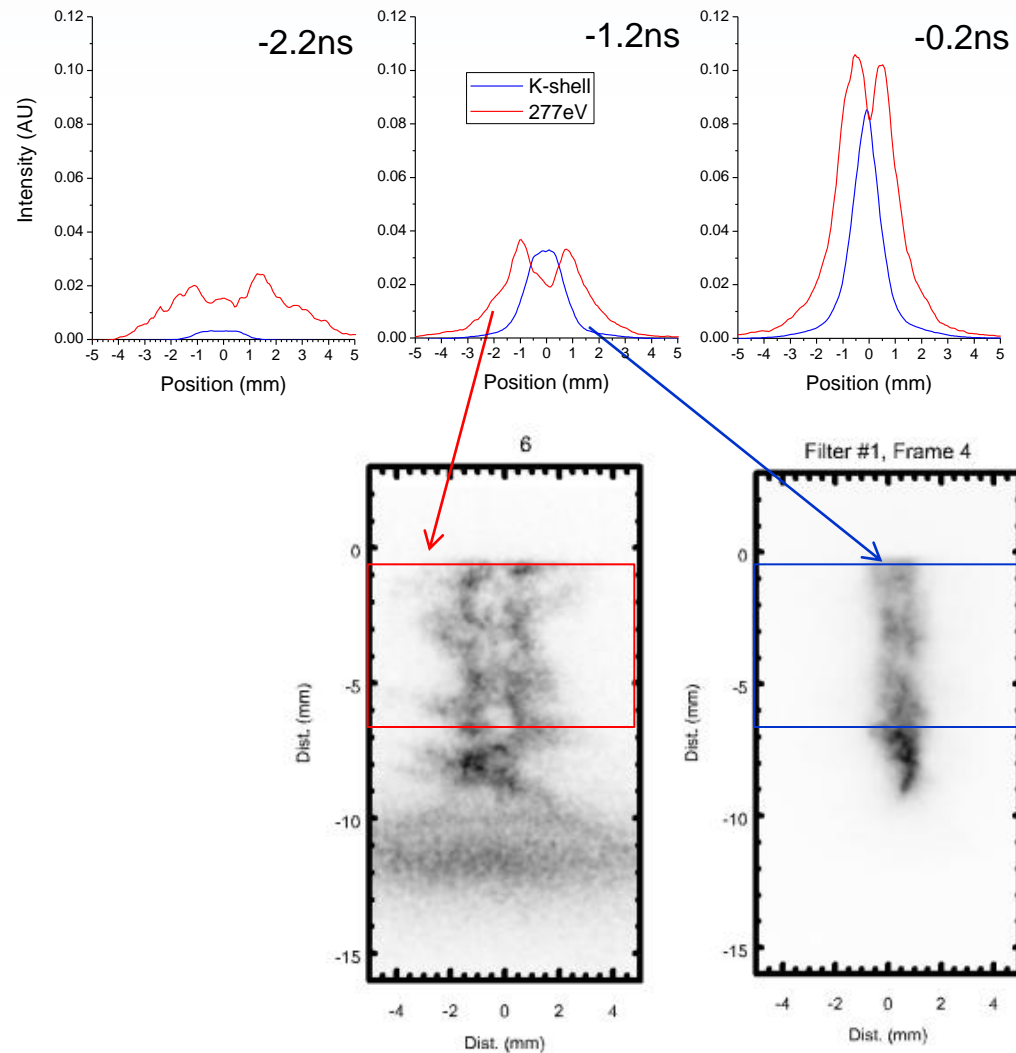 -2.2ns
-1.2ns
-0.2ns
K-shell
277eV
Intensity (AU)
0.12
0.10
0.08
0.06
0.04
0.02
0.00
-5 -4 -3 -2 -1 0 1 2 3 4 5
Position (mm)
0.12
0.10
0.08
0.06
0.04
0.02
0.00
-5 -4 -3 -2 -1 0 1 2 3 4 5
Position (mm)
0.12
0.10
0.08
0.06
0.04
0.02
0.00
-5 -4 -3 -2 -1 0 1 2 3 4 5
Position (mm)
6
Dist. (mm)
0
-5
-10
-15
-4 -2 0 2 4
Dist. (mm)
Filter #1, Frame 4
Dist. (mm)
0
-5
-10
-15
-4 -2 0 2 4
Dist. (mm)